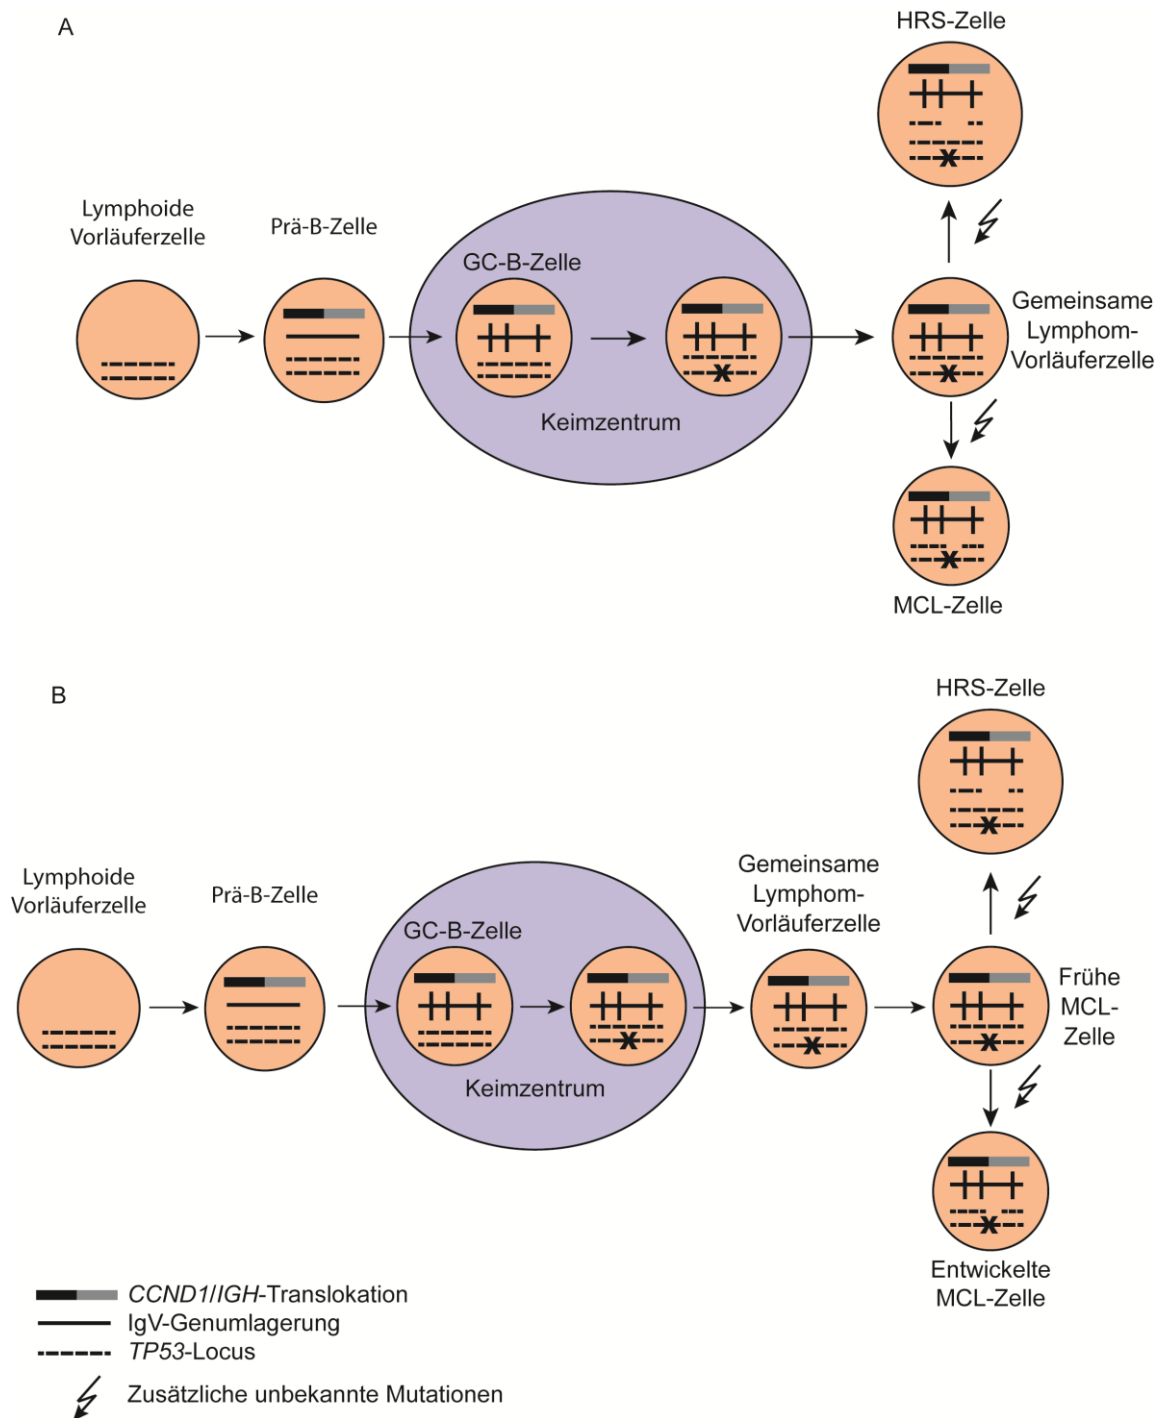 A
HRS-Zelle
Lymphoide
Vorläuferzelle
Prä-B-Zelle
GC-B-Zelle
Gemeinsame
Lymphom-
Vorläuferzelle
Keimzentrum
MCL-Zelle
B
HRS-Zelle
Lymphoide
Vorläuferzelle
Prä-B-Zelle
GC-B-Zelle
Gemeinsame
Lymphom-
Vorläuferzelle
Frühe
MCL-
Zelle
Keimzentrum
Entwickelte
MCL-Zelle
CCND1/IGH-Translokation
IgV-Genumlagerung
TP53-Locus
Zusätzliche unbekannte Mutationen